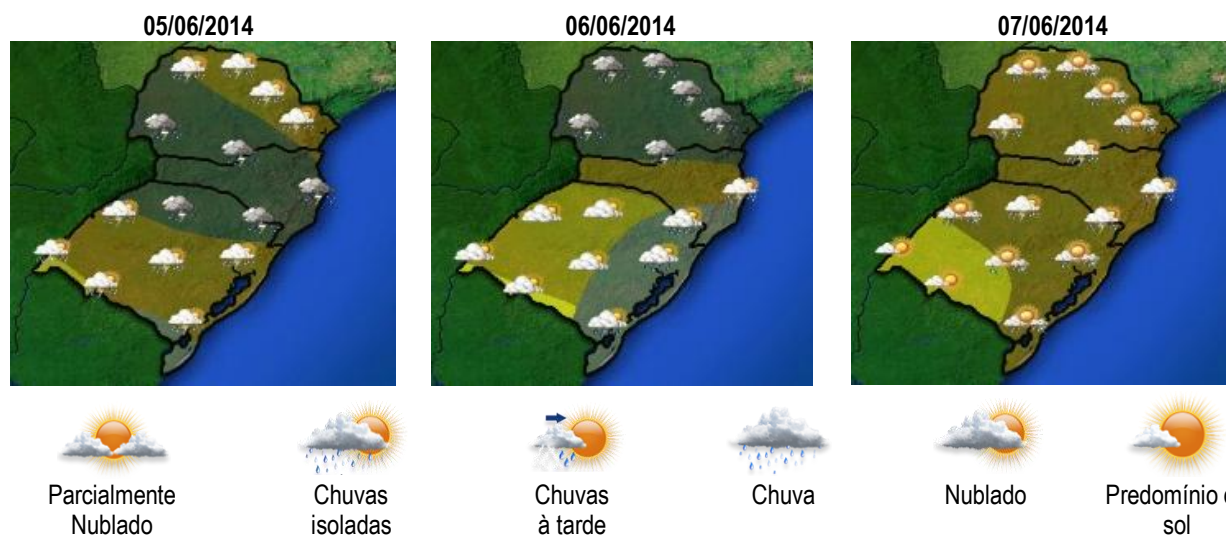 05/06/2014
06/06/2014
07/06/2014
Parcialmente
Nublado
Chuvas
isoladas
Chuvas
à tarde
Chuva
Nublado
Predomínio
sol